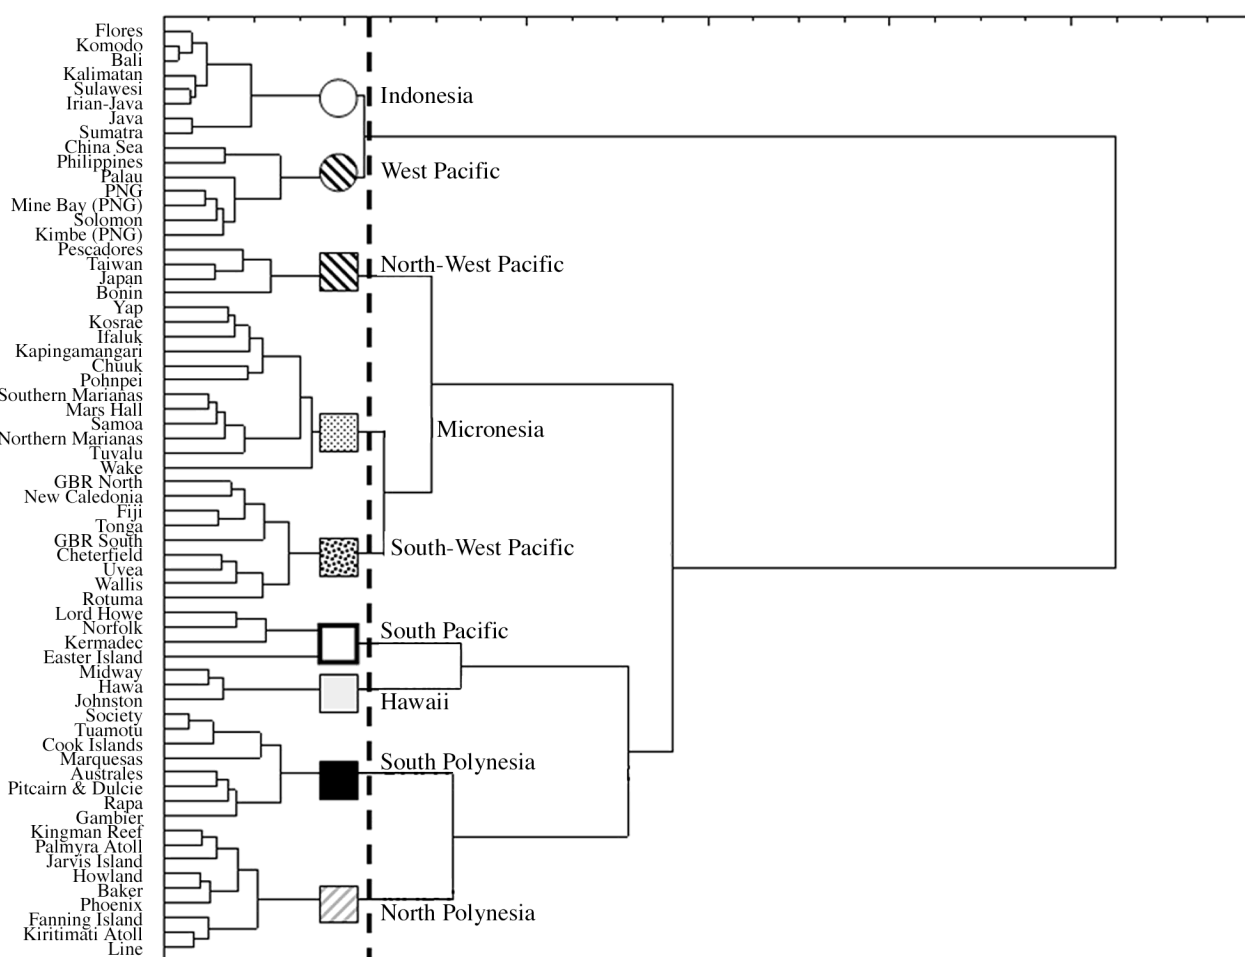 Flores
Komodo
Bali
Kalimatan
Sulawesi
Irian-Java
Java
Sumatra
China Sea
Philippines
Palau
PNG
Mine Bay (PNG)
Solomon
Kimbe (PNG)
Pescadores
Taiwan
Japan
Bonin
Yap
Kosrae
Ifaluk
Kapingamangari
Chuuk
Pohnpei
Southern Marianas
Mars Hall
Samoa
Northern Marianas
Tuvalu
Wake
GBR North
New Caledonia
Fiji
Tonga
GBR South
Cheterfield
Uvea
Wallis
Rotuma
Lord Howe
Norfolk
Kermadec
Easter Island
Midway
Hawa
Johnston
Society
Tuamotu
Cook Islands
Marquesas
Australes
Pitcairn & Dulcie
Rapa
Gambier
Kingman Reef
Palmyra Atoll
Jarvis Island
Howland
Baker
Phoenix
Fanning Island
Kiritimati Atoll
Line
Indonesia
West Pacific
North-West Pacific
Micronesia
South-West Pacific
South Pacific
Hawaii
South Polynesia
North Polynesia